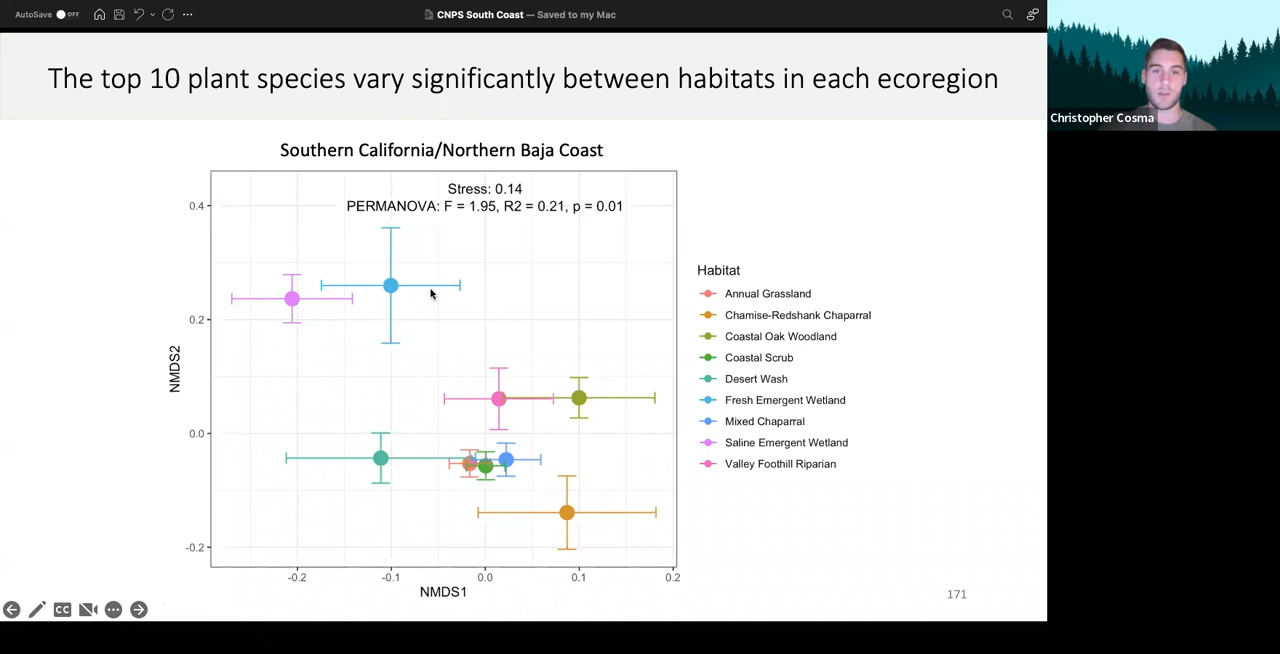 AutoSave OFF
CNPS South Coast — Saved to my Mac
The top 10 plant species vary significantly between habitats in each ecoregion
Christopher Cosma
Southern California/Northern Baja Coast
Stress: 0.14
PERMANOVA: F = 1.95, R2 = 0.21, p = 0.01
0.4
0.2
0.0
-0.2
NMDS2
-0.2
-0.1
0.0
0.1
0.2
NMDS1
Habitat
Annual Grassland
Chamise-Redshank Chaparral
Coastal Oak Woodland
Coastal Scrub
Desert Wash
Fresh Emergent Wetland
Mixed Chaparral
Saline Emergent Wetland
Valley Foothill Riparian
CC
171